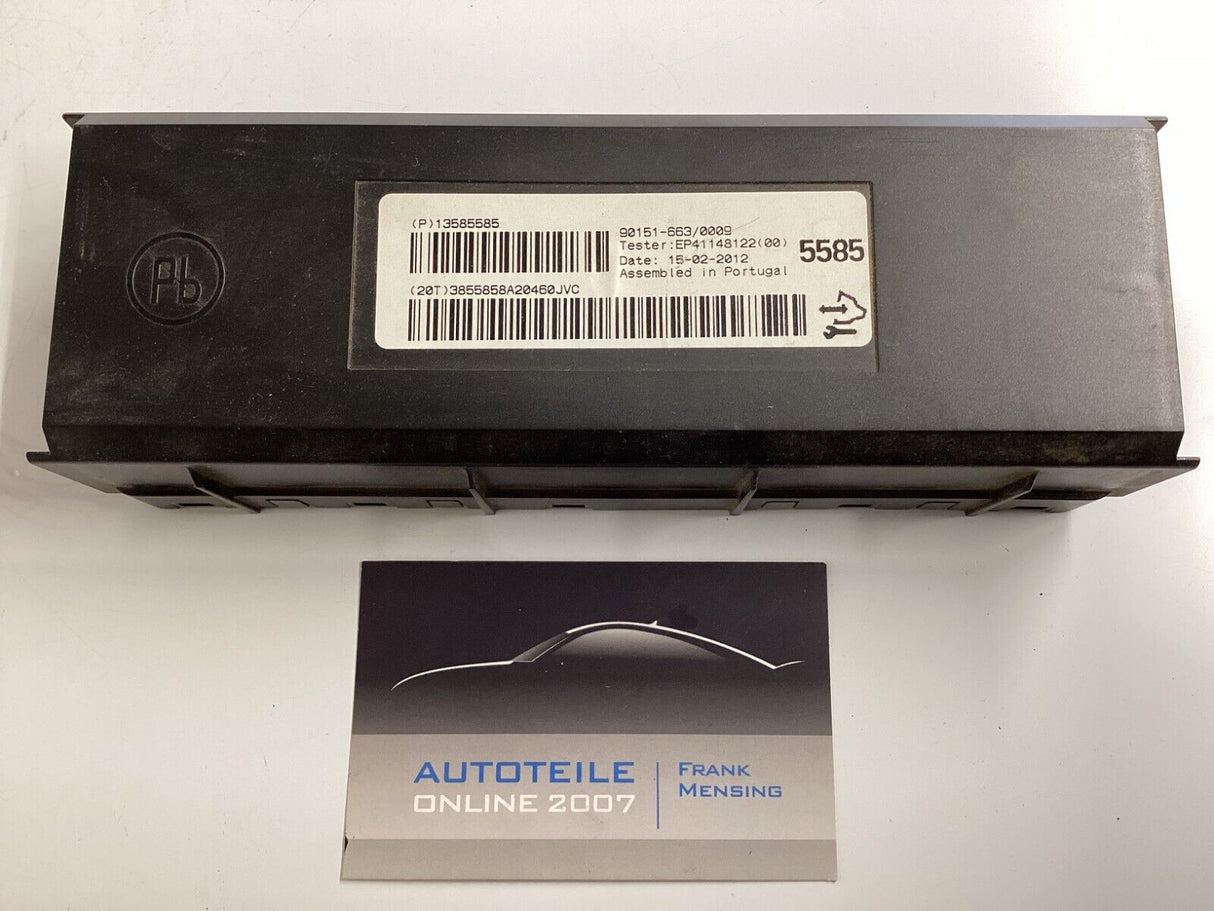 Pb
(P)13585585
90151-663/0009
Tester:EP41148122(00)
Date: 15-02-2012
Assembled in Portugal
5585
(20T)3855858A20460JVC
AUTOTEILE
ONLINE 2007
FRANK
MENSING